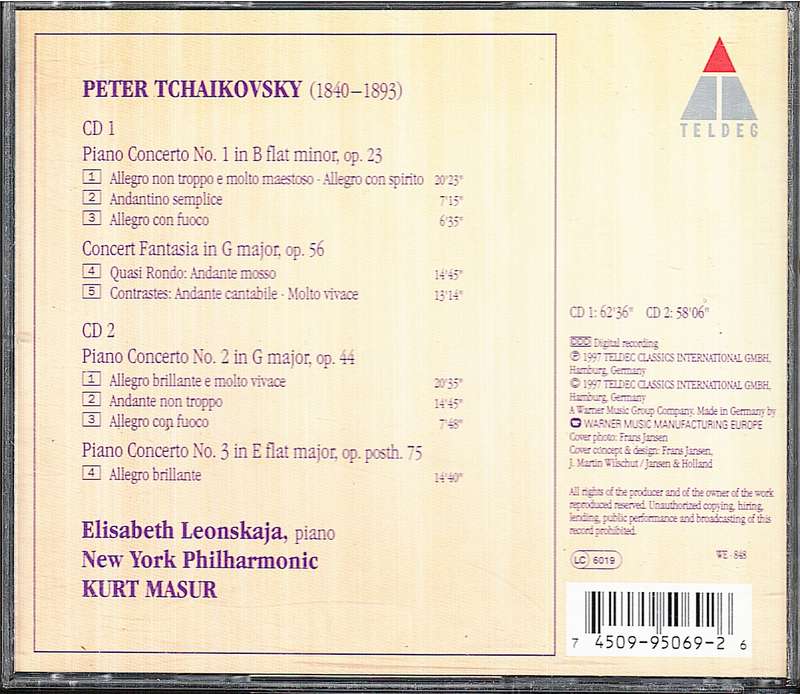 PETER TCHAIKOVSKY (1840–1893)
CD 1
Piano Concerto No. 1 in B flat minor, op. 23
1 Allegro non troppo e molto maestoso - Allegro con spirito 20'23"
2 Andantino semplice 7'15"
3 Allegro con fuoco 6'35"
Concert Fantasia in G major, op. 56
4 Quasi Rondo: Andante mosso 14'45"
5 Contrastes: Andante cantabile - Molto vivace 13'14"
CD 2
Piano Concerto No. 2 in G major, op. 44
1 Allegro brillante e molto vivace 20'35"
2 Andante non troppo 14'45"
3 Allegro con fuoco 7'48"
Piano Concerto No. 3 in E flat major, op. posth. 75
4 Allegro brillante 14'40"
Elisabeth Leonskaja, piano
New York Philharmonic
KURT MASUR
TELDEC
CD 1: 62'36" CD 2: 58'06"
DDD Digital recording
℗ 1997 TELDEC CLASSICS INTERNATIONAL GMBH,
Hamburg, Germany
© 1997 TELDEC CLASSICS INTERNATIONAL GMBH,
Hamburg, Germany
A Warner Music Group Company. Made in Germany by
WARNER MUSIC MANUFACTURING EUROPE
Cover photo: Frans Jansen
Cover concept & design: Frans Jansen,
J. Martin Wilschut / Jansen & Holland
All rights of the producer and of the owner of the work
reproduced reserved. Unauthorized copying, hiring,
lending, public performance and broadcasting of this
record prohibited.
WE · 848
LC 6019
7 4509-95069-2 6